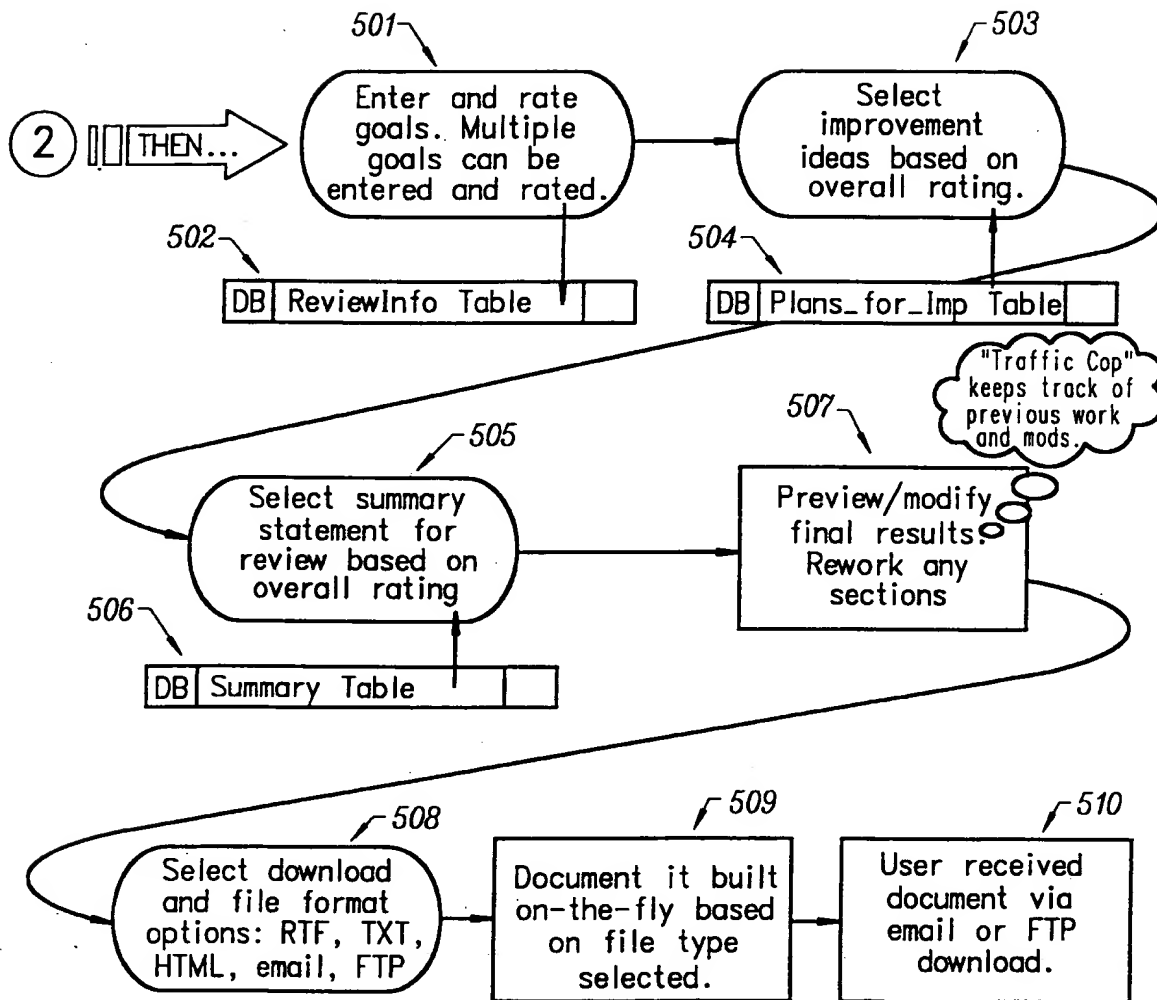 501
503
2
THEN...
Enter and rate
goals. Multiple
goals can be
entered and rated.
Select
improvement
ideas based on
overall rating.
502
DB ReviewInfo Table
504
DB Plans_for_Imp Table
"Traffic Cop"
keeps track of
previous work
and mods.
505
Select summary
statement for
review based on
overall rating
507
Preview/modify
final results.
Rework any
sections
506
DB Summary Table
508
Select download
and file format
options: RTF, TXT,
HTML, email, FTP
509
Document it built
on-the-fly based
on file type
selected.
510
User received
document via
email or FTP
download.